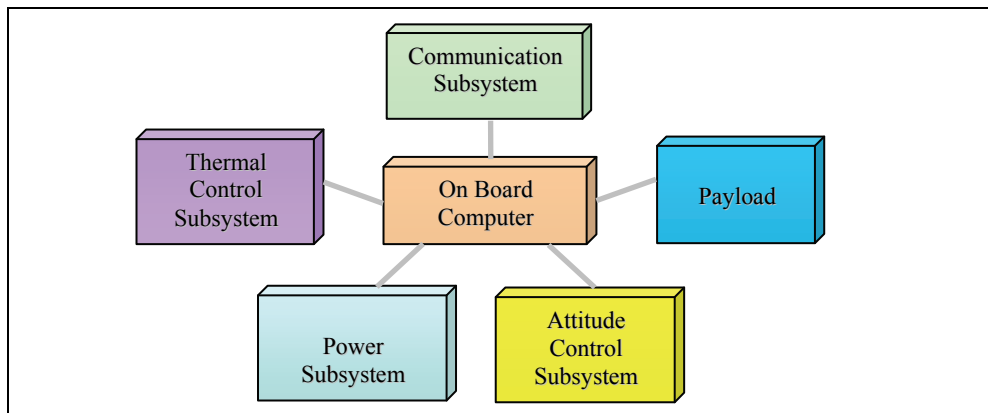 Communication
Subsystem
Thermal
Control
Subsystem
On Board
Computer
Payload
Power
Subsystem
Attitude
Control
Subsystem